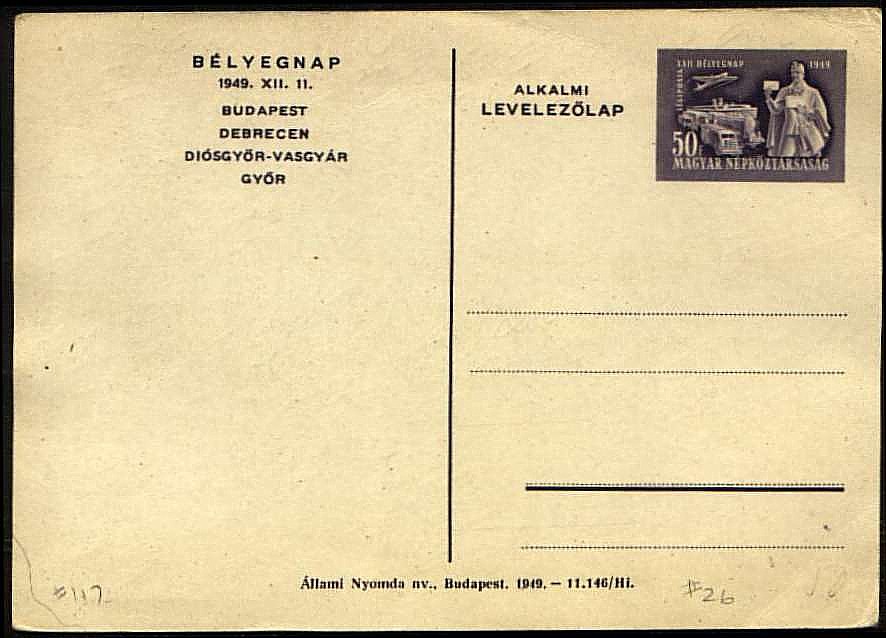 BÉLYEGNAP
1949. XII. 11.
BUDAPEST
DEBRECEN
DIÓSGYŐR-VASGYÁR
GYŐR
ALKALMI
LEVELEZŐLAP
XXII BÉLYEGNAP 1949
LÉGIPOSTA
50
MAGYAR NÉPKÖZTÁRSASÁG
Állami Nyomda nv., Budapest. 1949. — 11.146/Hi.
#117
#26